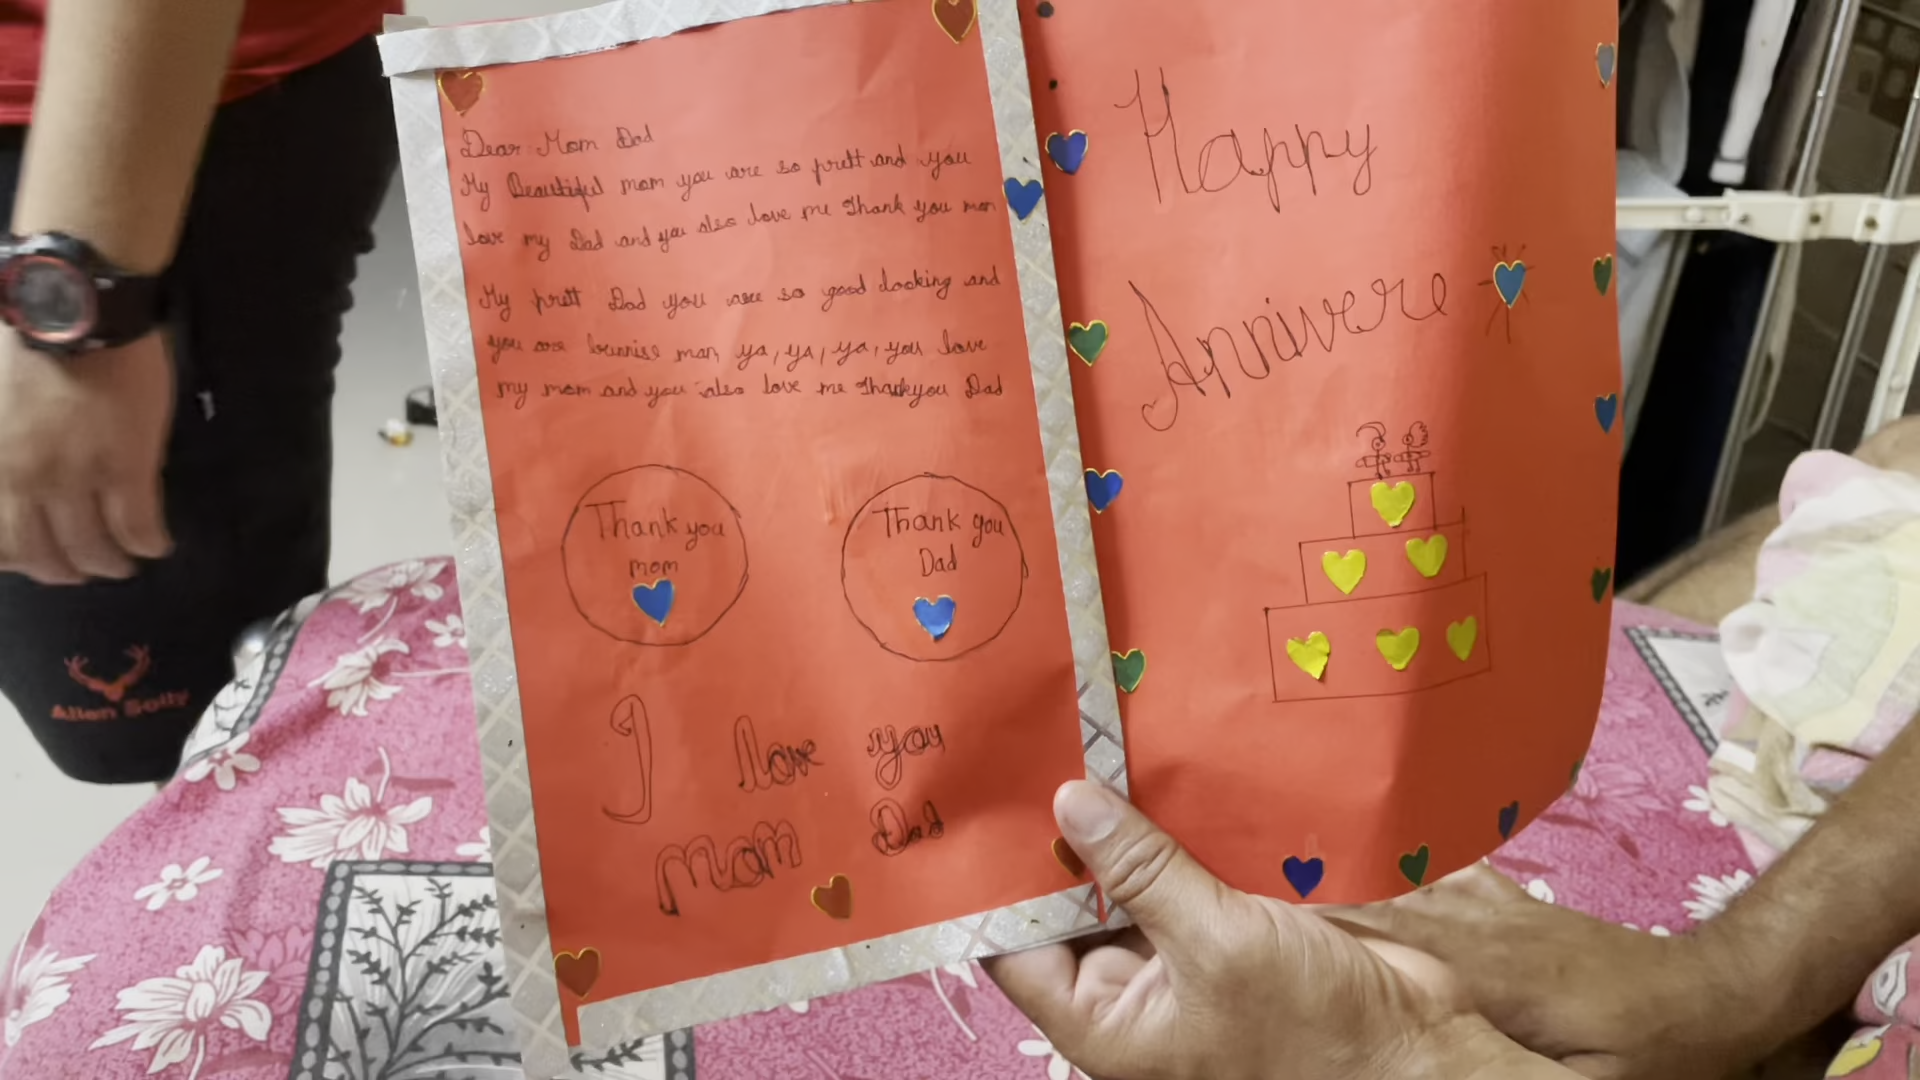 Dear Mom Dad
My Beautiful mom you are so prett and you
love my Dad and you also love me Thank you mom
My prett Dad you are so good looking and
you are bunnise man ya, ya, ya, you love
my mom and you also love me Thankyou Dad
Thank you
mom
Thank you
Dad
I love you
mom Dad
Happy
Annivere
Allen Solly